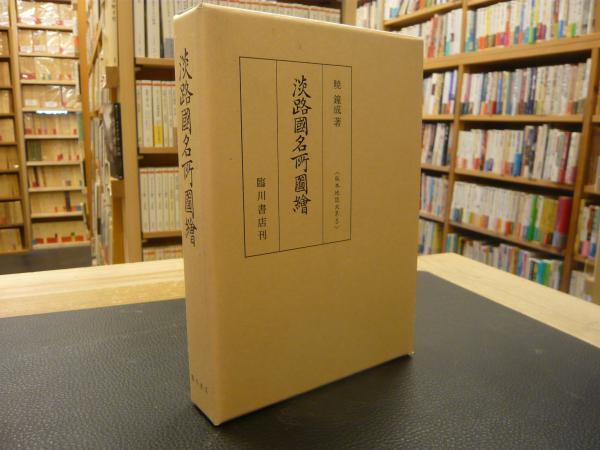 淡路國名所圖繪
暁 鐘成著
淡路國名所圖繪
臨川書店刊
(版本地誌大系5)